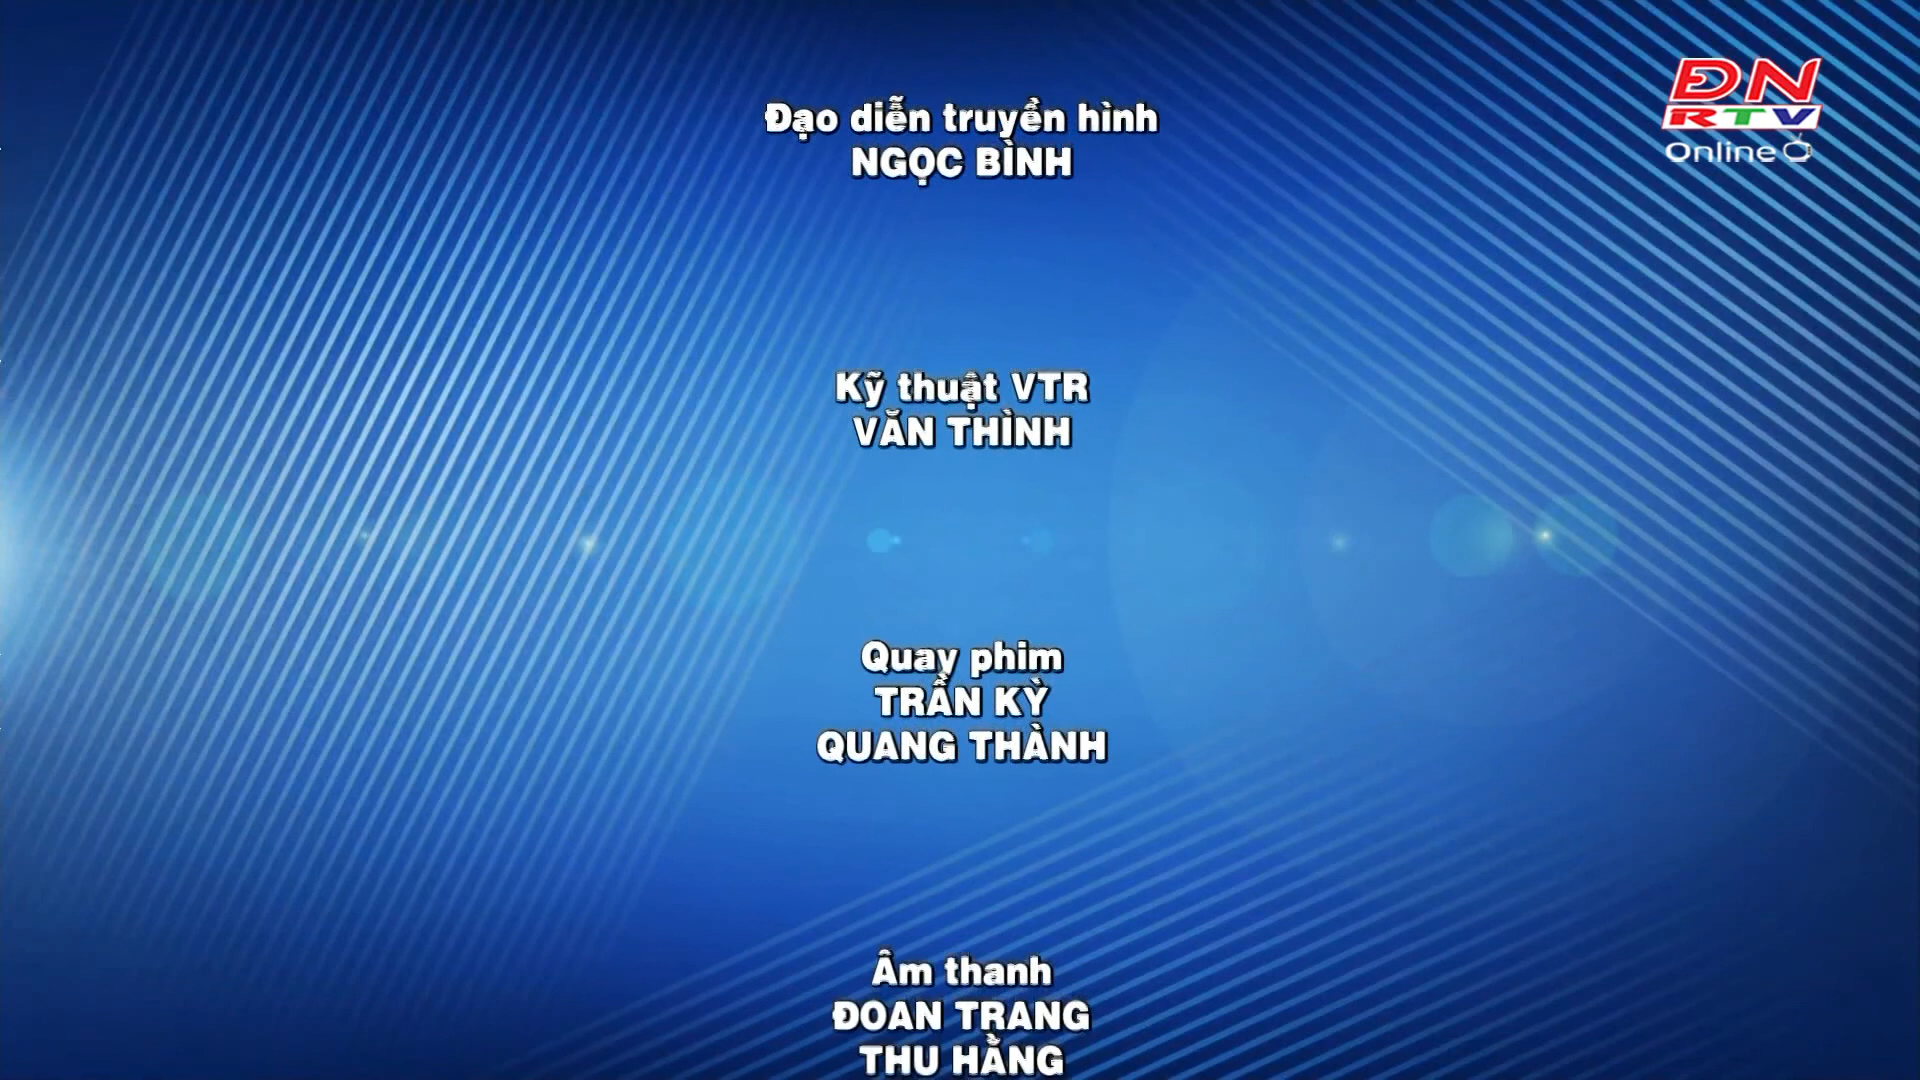 Đạo diễn truyền hình
NGỌC BÌNH
ĐN
RTV
Online
Kỹ thuật VTR
VĂN THÌNH
Quay phim
TRẦN KỲ
QUANG THÀNH
Âm thanh
ĐOAN TRANG
THU HẰNG